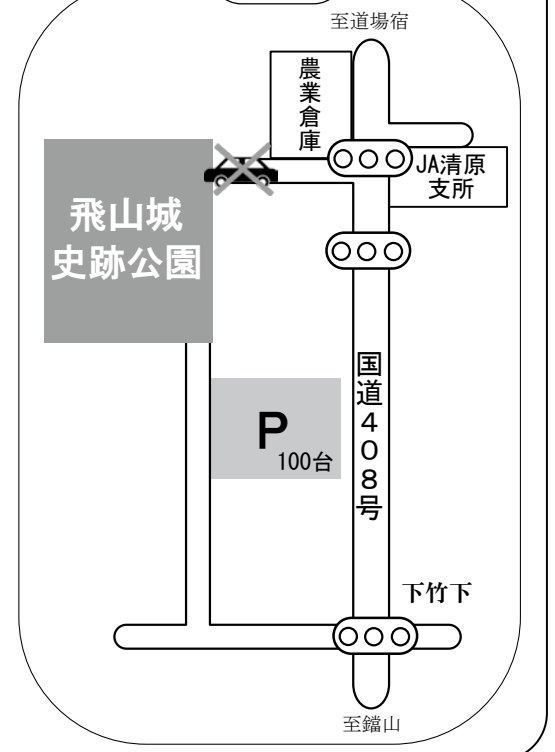 至道場宿
農業倉庫
JA清原
支所
飛山城
史跡公園
国道408号
P
100台
下竹下
至鐺山